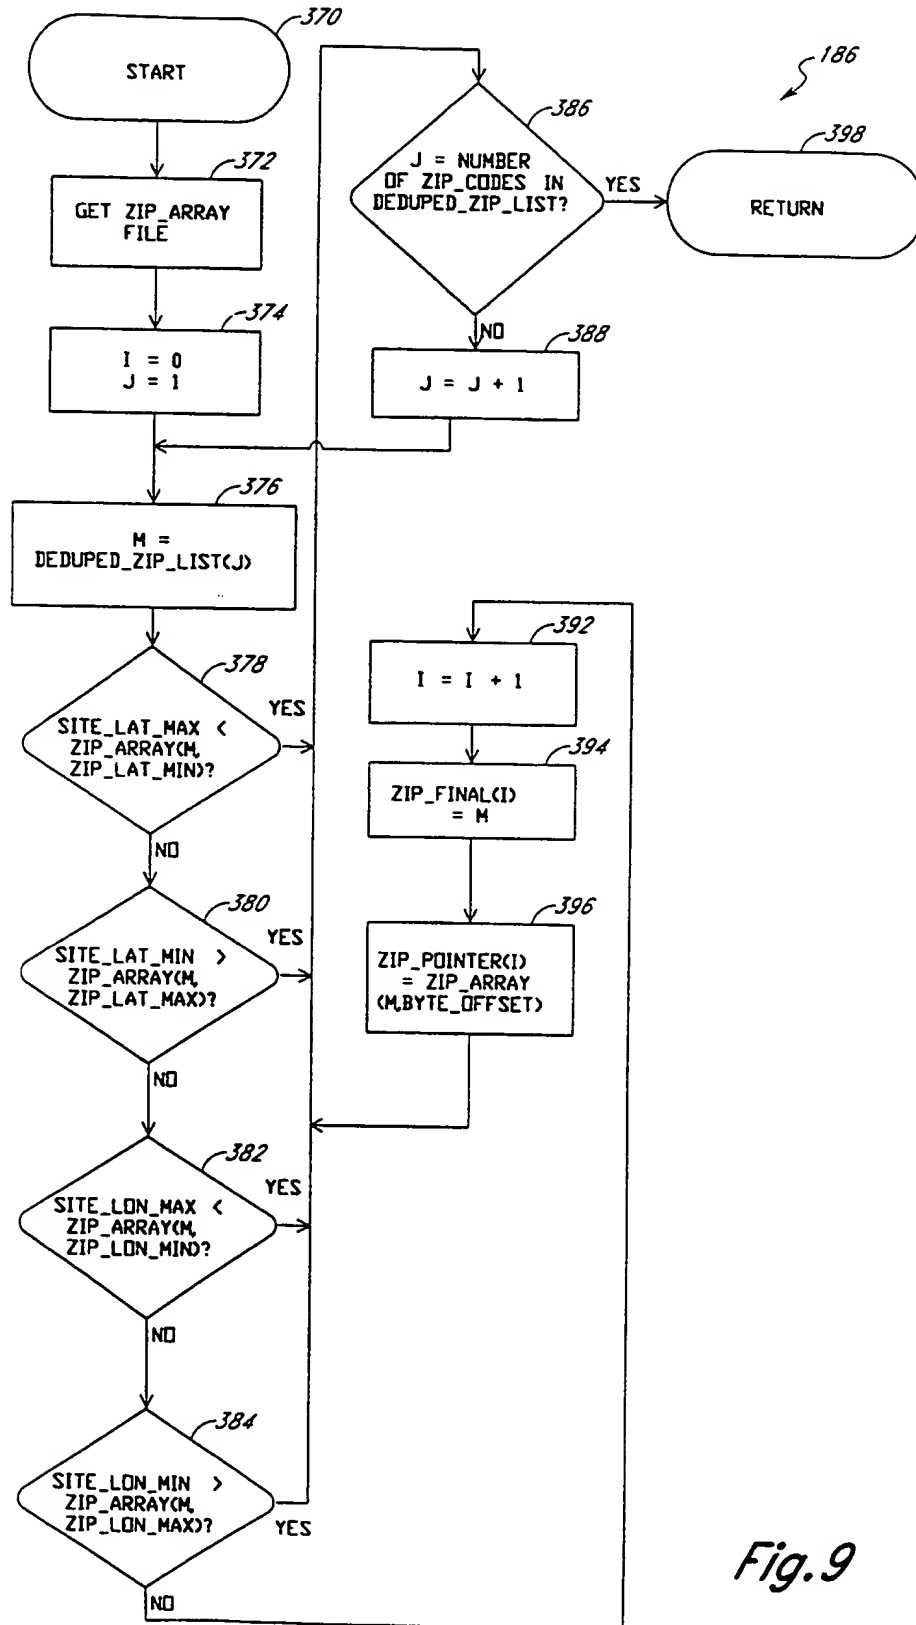 370
START
372
GET ZIP_ARRAY
FILE
374
I = 0
J = 1
376
M =
DEDUPED_ZIP_LIST(J)
378
SITE_LAT_MAX <
ZIP_ARRAY(M,
ZIP_LAT_MIN)?
YES
NO
380
SITE_LAT_MIN >
ZIP_ARRAY(M,
ZIP_LAT_MAX)?
YES
NO
382
SITE_LON_MAX <
ZIP_ARRAY(M,
ZIP_LON_MIN)?
YES
NO
384
SITE_LON_MIN >
ZIP_ARRAY(M,
ZIP_LON_MAX)?
YES
NO
386
J = NUMBER
OF ZIP_CODES IN
DEDUPED_ZIP_LIST?
YES
NO
388
J = J + 1
392
I = I + 1
394
ZIP_FINAL(I)
= M
396
ZIP_POINTER(I)
= ZIP_ARRAY
(M,BYTE_OFFSET)
186
398
RETURN
Fig.9